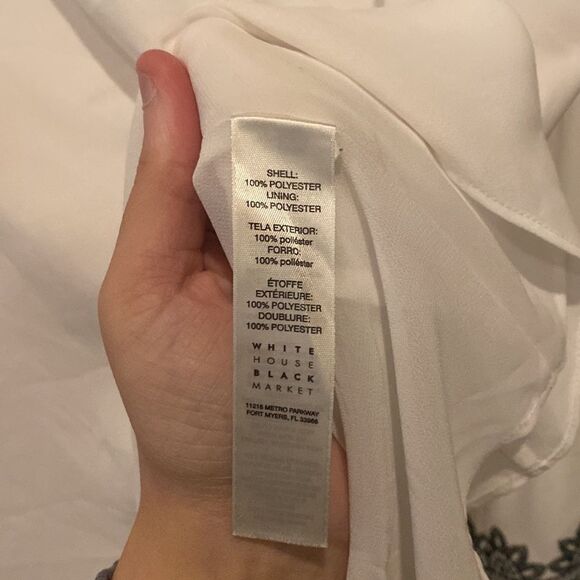 SHELL:
100% POLYESTER
LINING:
100% POLYESTER
TELA EXTERIOR:
100% poliéster
FORRO:
100% poliéster
ÉTOFFE
EXTÉRIEURE:
100% POLYESTER
DOUBLURE:
100% POLYESTER
WHITE
HOUSE
BLACK
MARKET
11215 METRO PARKWAY
FORT MYERS, FL 33966